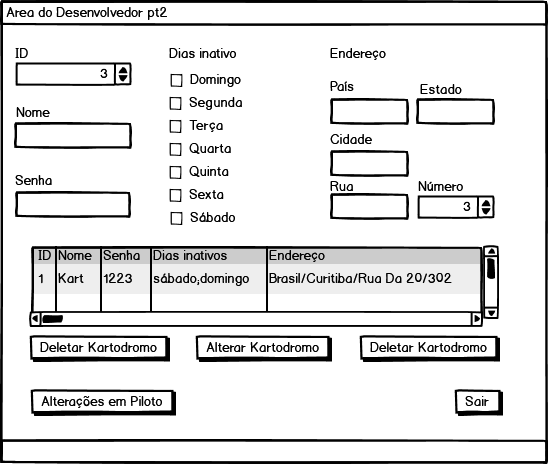 Area do Desenvolvedor pt2
ID
3
Nome
Senha
Dias inativo
Domingo
Segunda
Terça
Quarta
Quinta
Sexta
Sábado
Endereço
País Estado
Cidade
Rua Número
3
ID Nome Senha Dias inativos Endereço
1 Kart 1223 sábado;domingo Brasil/Curitiba/Rua Da 20/302
Deletar Kartodromo Alterar Kartodromo Deletar Kartodromo
Alterações em Piloto Sair